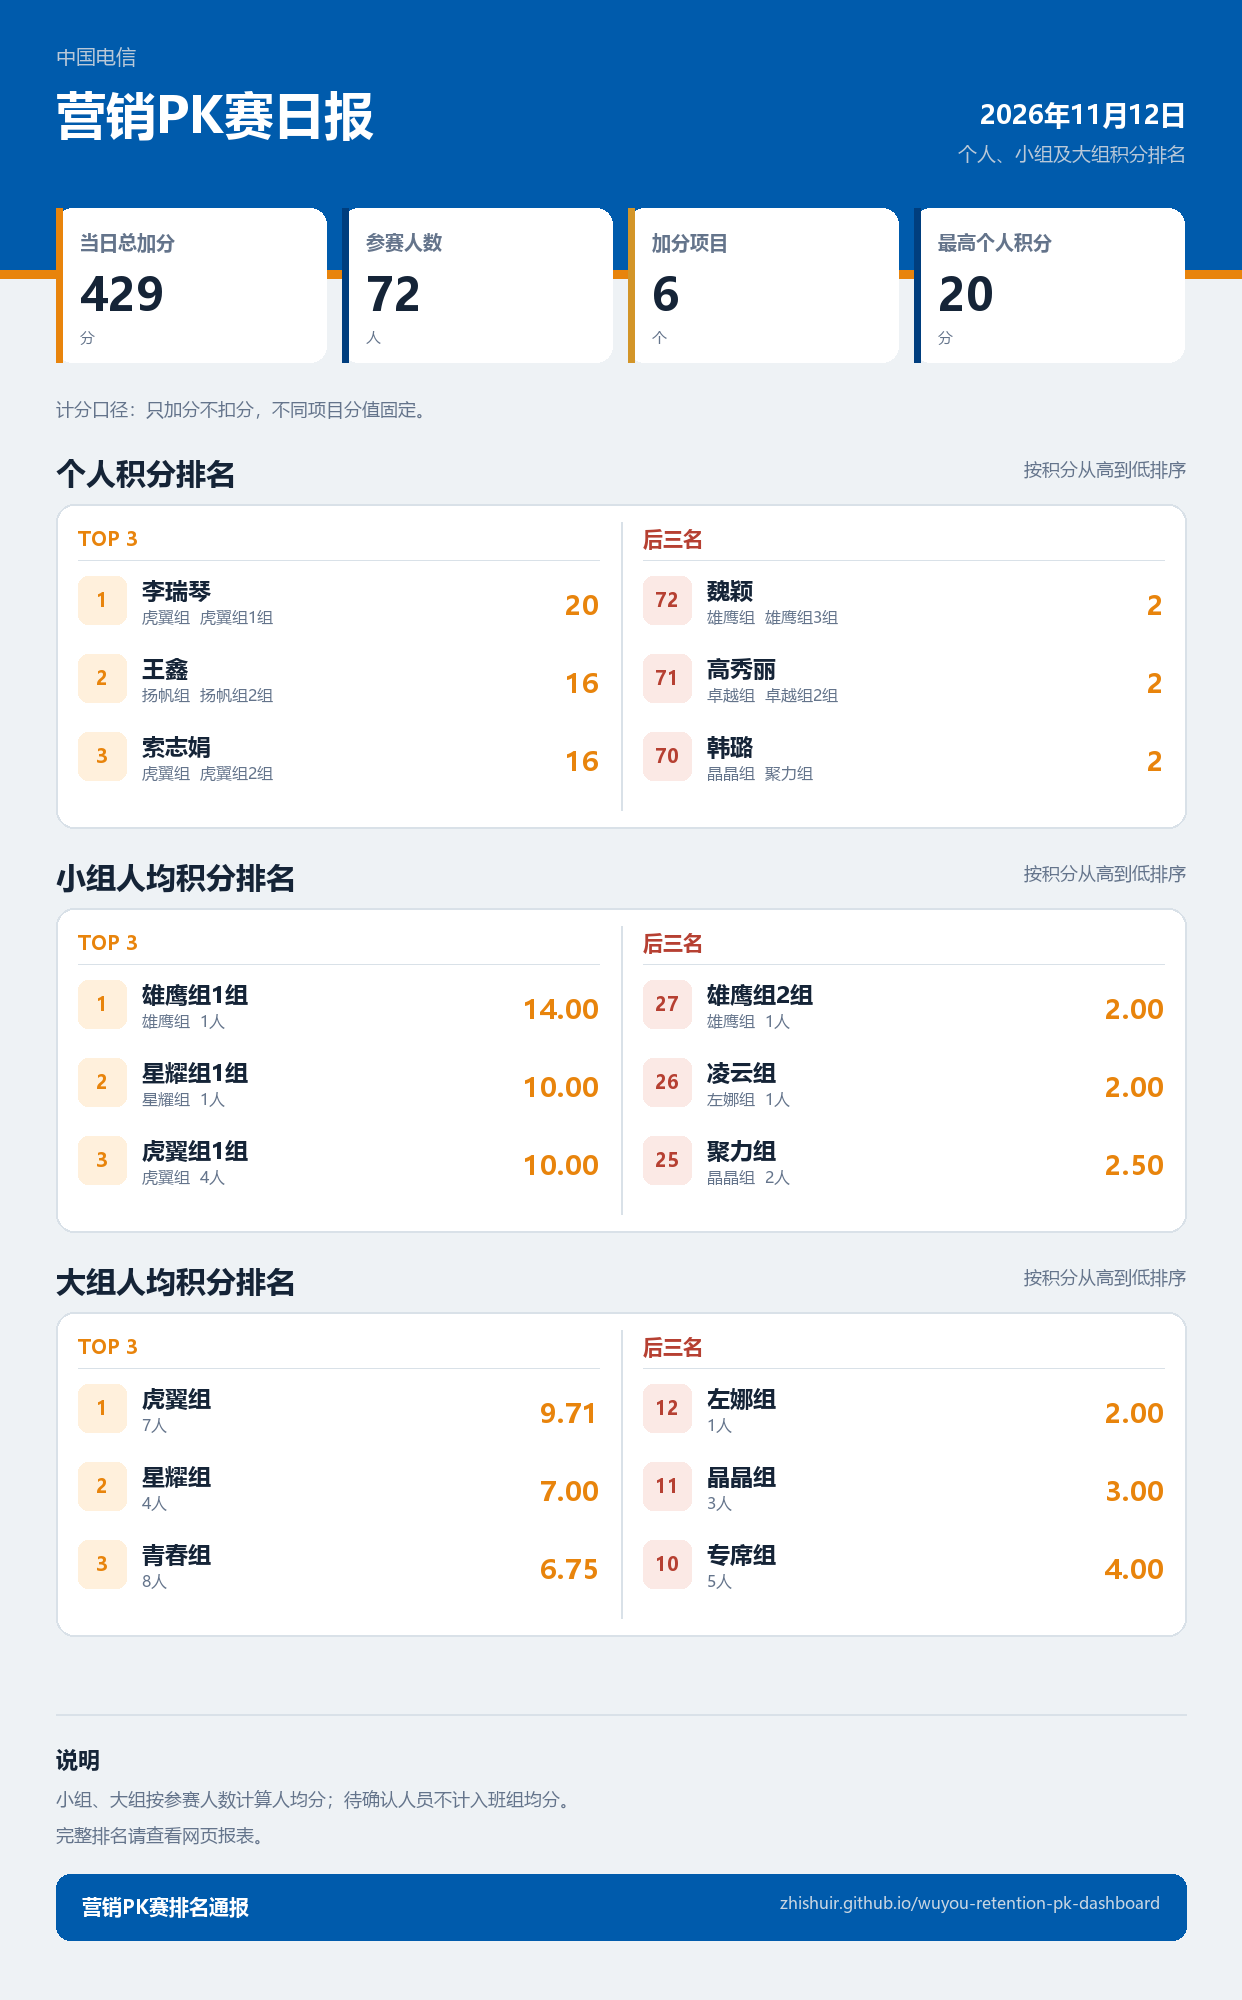 中国电信
营销PK赛日报
2026年11月12日
个人、小组及大组积分排名
当日总加分
429
分
参赛人数
72
人
加分项目
6
个
最高个人积分
20
分
计分口径：只加分不扣分，不同项目分值固定。
个人积分排名
按积分从高到低排序
TOP 3
1
李瑞琴
虎翼组 虎翼组1组
20
2
王鑫
扬帆组 扬帆组2组
16
3
索志娟
虎翼组 虎翼组2组
16
后三名
72
魏颖
雄鹰组 雄鹰组3组
2
71
高秀丽
卓越组 卓越组2组
2
70
韩璐
晶晶组 聚力组
2
小组人均积分排名
按积分从高到低排序
TOP 3
1
雄鹰组1组
雄鹰组 1人
14.00
2
星耀组1组
星耀组 1人
10.00
3
虎翼组1组
虎翼组 4人
10.00
后三名
27
雄鹰组2组
雄鹰组 1人
2.00
26
凌云组
左娜组 1人
2.00
25
聚力组
晶晶组 2人
2.50
大组人均积分排名
按积分从高到低排序
TOP 3
1
虎翼组
7人
9.71
2
星耀组
4人
7.00
3
青春组
8人
6.75
后三名
12
左娜组
1人
2.00
11
晶晶组
3人
3.00
10
专席组
5人
4.00
说明
小组、大组按参赛人数计算人均分；待确认人员不计入班组均分。
完整排名请查看网页报表。
营销PK赛排名通报
zhishuir.github.io/wuyou-retention-pk-dashboard